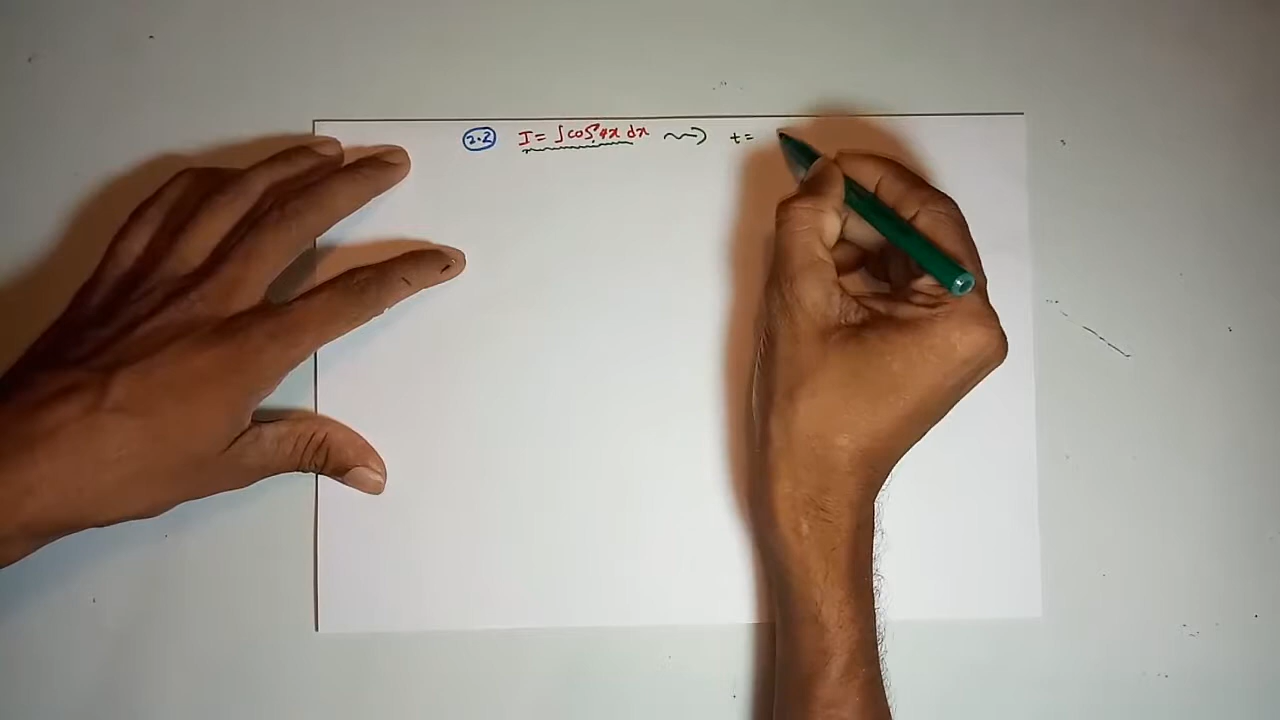 2.2 I = ∫cos⁵4x dx ⇝ t =